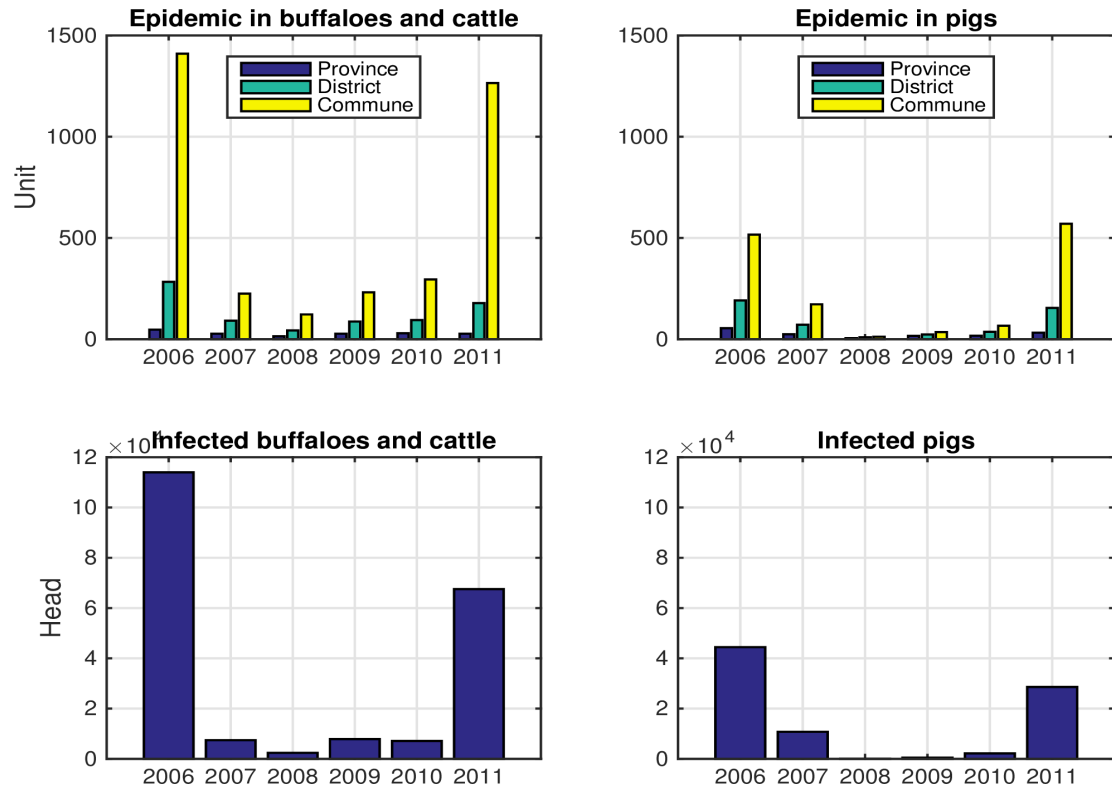 Epidemic in buffaloes and cattle
1500
1000
500
0
Unit
Province
District
Commune
2006 2007 2008 2009 2010 2011
Epidemic in pigs
1500
1000
500
0
Province
District
Commune
2006 2007 2008 2009 2010 2011
×10⁴
Infected buffaloes and cattle
12
10
8
6
4
2
0
Head
2006 2007 2008 2009 2010 2011
×10⁴
Infected pigs
12
10
8
6
4
2
0
2006 2007 2008 2009 2010 2011